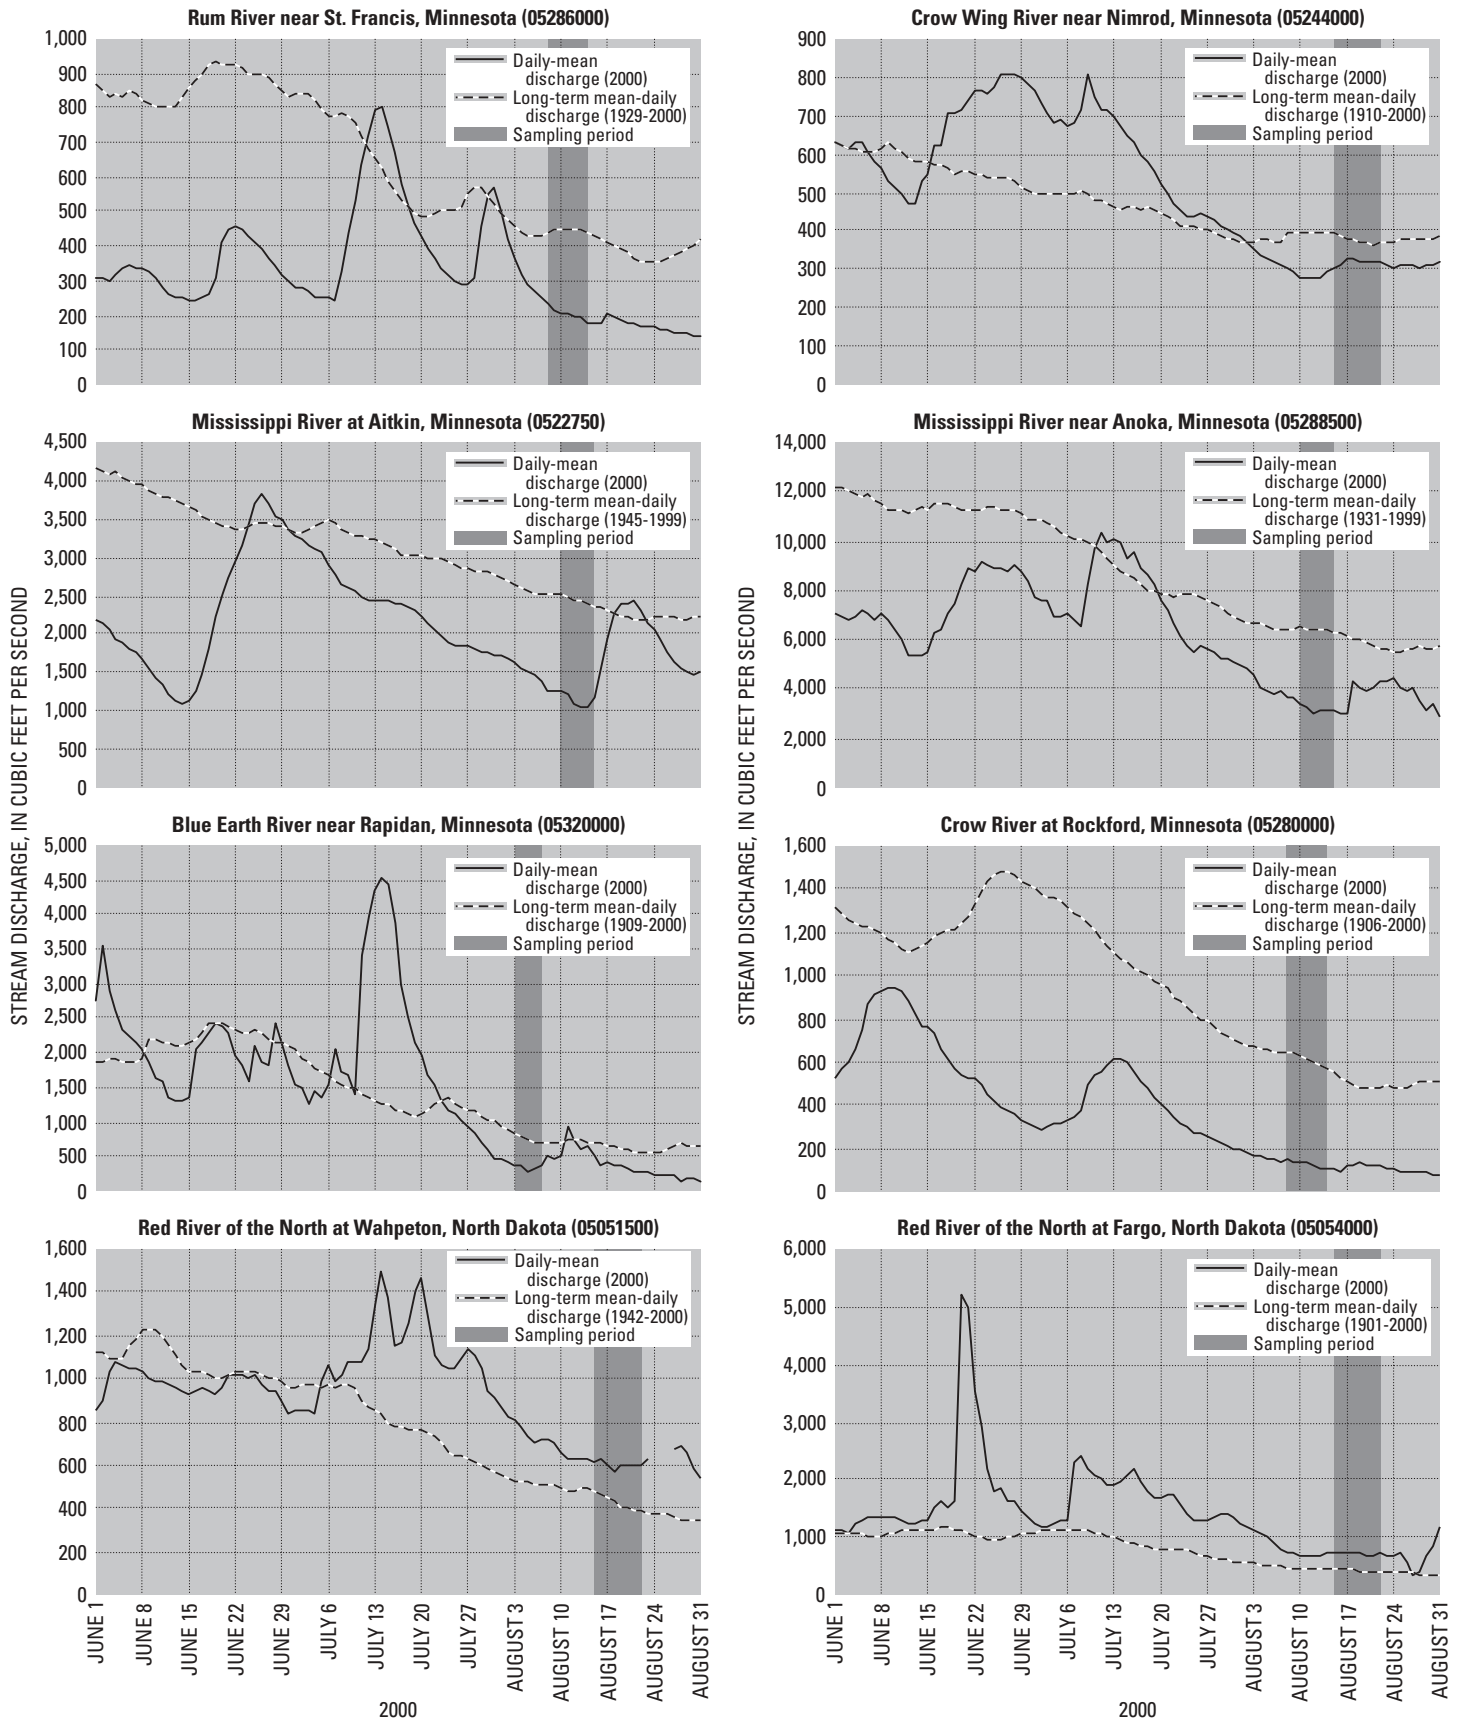 Rum River near St. Francis, Minnesota (05286000)
1,000
900
800
700
600
500
400
300
200
100
0
Daily-mean
discharge (2000)
Long-term mean-daily
discharge (1929-2000)
Sampling period
Crow Wing River near Nimrod, Minnesota (05244000)
900
800
700
600
500
400
300
200
100
0
Daily-mean
discharge (2000)
Long-term mean-daily
discharge (1910-2000)
Sampling period
Mississippi River at Aitkin, Minnesota (0522750)
4,500
4,000
3,500
3,000
2,500
2,000
1,500
1,000
500
0
Daily-mean
discharge (2000)
Long-term mean-daily
discharge (1945-1999)
Sampling period
Mississippi River near Anoka, Minnesota (05288500)
14,000
12,000
10,000
8,000
6,000
4,000
2,000
0
Daily-mean
discharge (2000)
Long-term mean-daily
discharge (1931-1999)
Sampling period
STREAM DISCHARGE, IN CUBIC FEET PER SECOND
STREAM DISCHARGE, IN CUBIC FEET PER SECOND
Blue Earth River near Rapidan, Minnesota (05320000)
5,000
4,500
4,000
3,500
3,000
2,500
2,000
1,500
1,000
500
0
Daily-mean
discharge (2000)
Long-term mean-daily
discharge (1909-2000)
Sampling period
Crow River at Rockford, Minnesota (05280000)
1,600
1,400
1,200
1,000
800
600
400
200
0
Daily-mean
discharge (2000)
Long-term mean-daily
discharge (1906-2000)
Sampling period
Red River of the North at Wahpeton, North Dakota (05051500)
1,600
1,400
1,200
1,000
800
600
400
200
0
Daily-mean
discharge (2000)
Long-term mean-daily
discharge (1942-2000)
Sampling period
JUNE 1
JUNE 8
JUNE 15
JUNE 22
JUNE 29
JULY 6
JULY 13
JULY 20
JULY 27
AUGUST 3
AUGUST 10
AUGUST 17
AUGUST 24
AUGUST 31
2000
Red River of the North at Fargo, North Dakota (05054000)
6,000
5,000
4,000
3,000
2,000
1,000
0
Daily-mean
discharge (2000)
Long-term mean-daily
discharge (1901-2000)
Sampling period
JUNE 1
JUNE 8
JUNE 15
JUNE 22
JUNE 29
JULY 6
JULY 13
JULY 20
JULY 27
AUGUST 3
AUGUST 10
AUGUST 17
AUGUST 24
AUGUST 31
2000